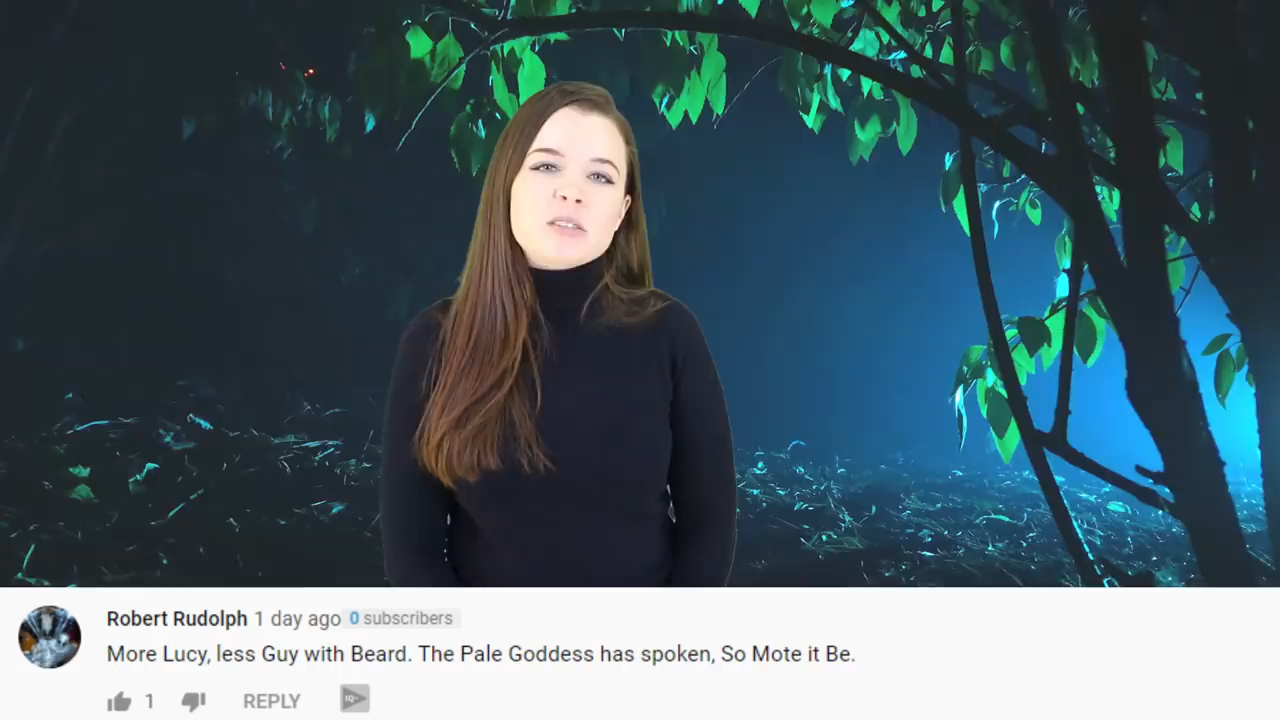 Robert Rudolph 1 day ago 0 subscribers
More Lucy, less Guy with Beard. The Pale Goddess has spoken, So Mote it Be.
1 REPLY IQ